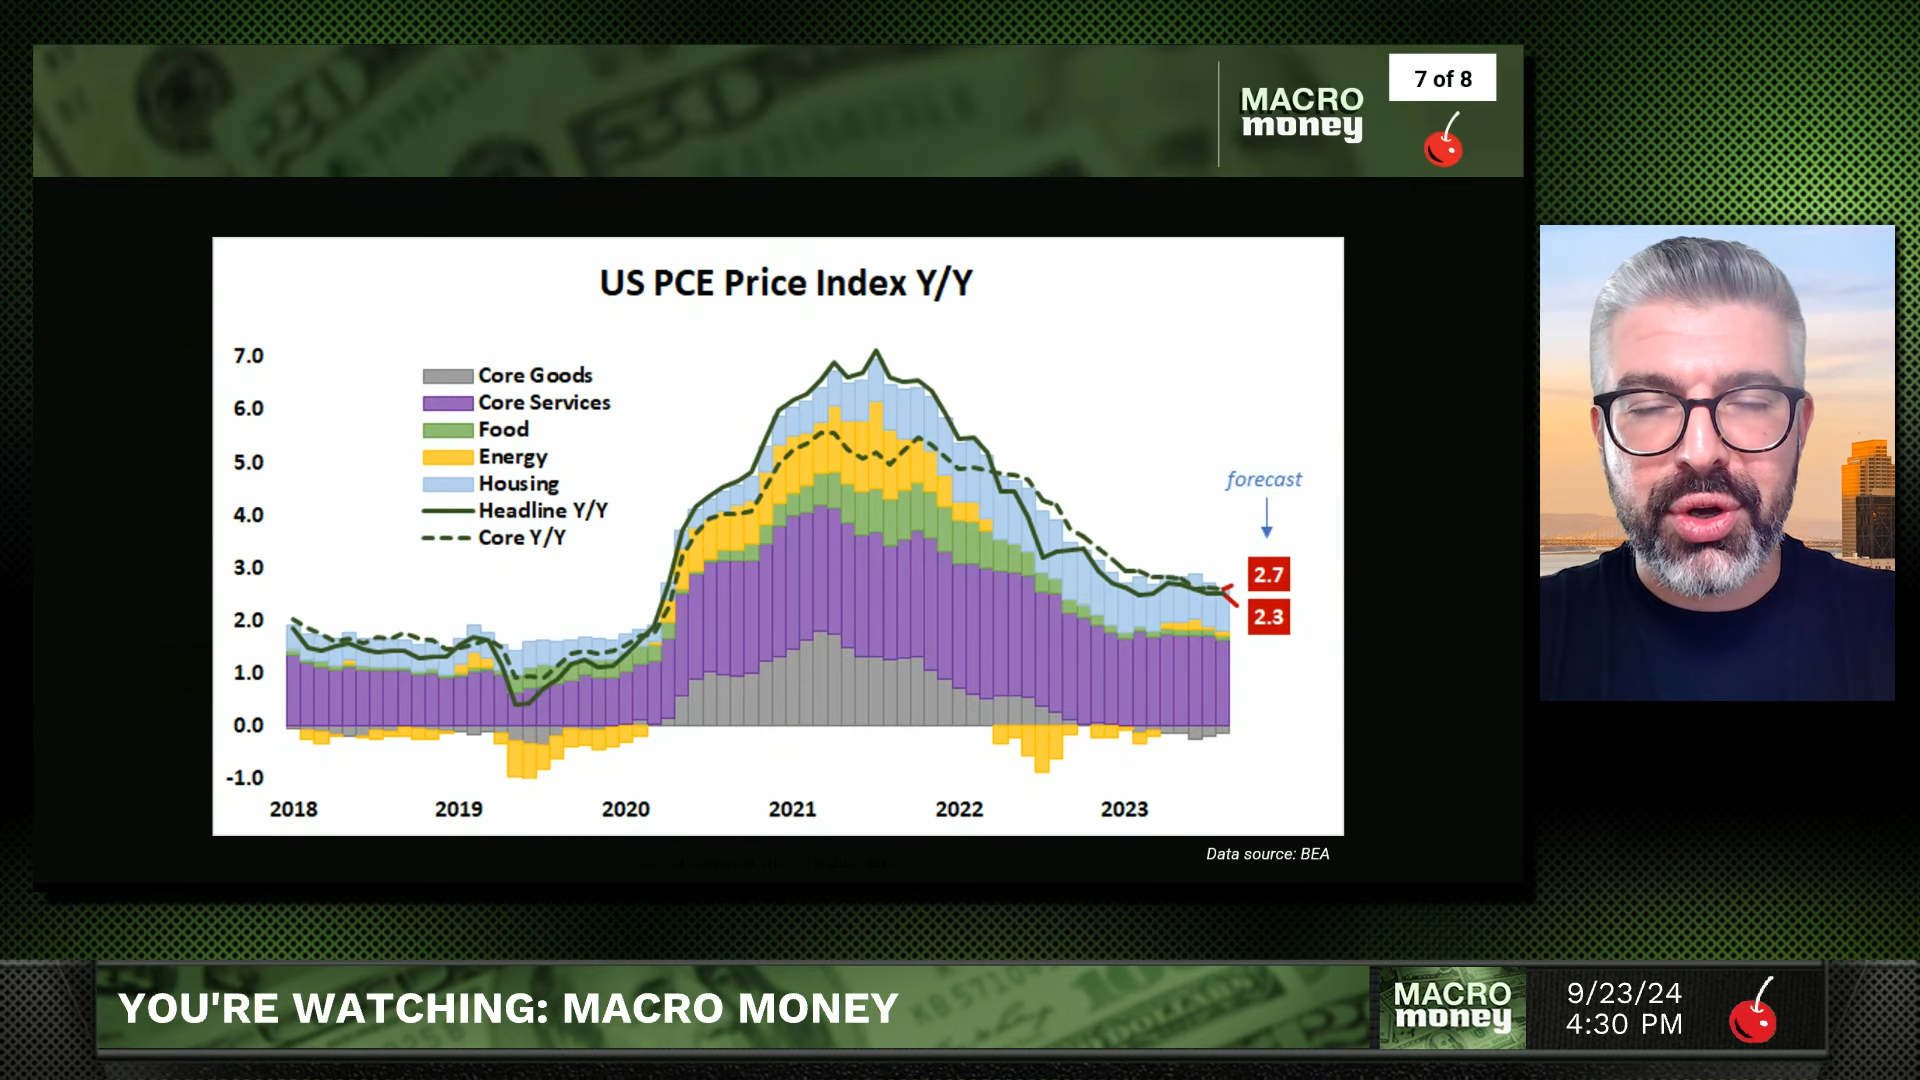 7 of 8
MACRO
money
US PCE Price Index Y/Y
7.0
6.0
5.0
4.0
3.0
2.0
1.0
0.0
-1.0
Core Goods
Core Services
Food
Energy
Housing
Headline Y/Y
Core Y/Y
forecast
2.7
2.3
2018 2019 2020 2021 2022 2023
Data source: BEA
YOU'RE WATCHING: MACRO MONEY
MACRO
money
9/23/24
4:30 PM